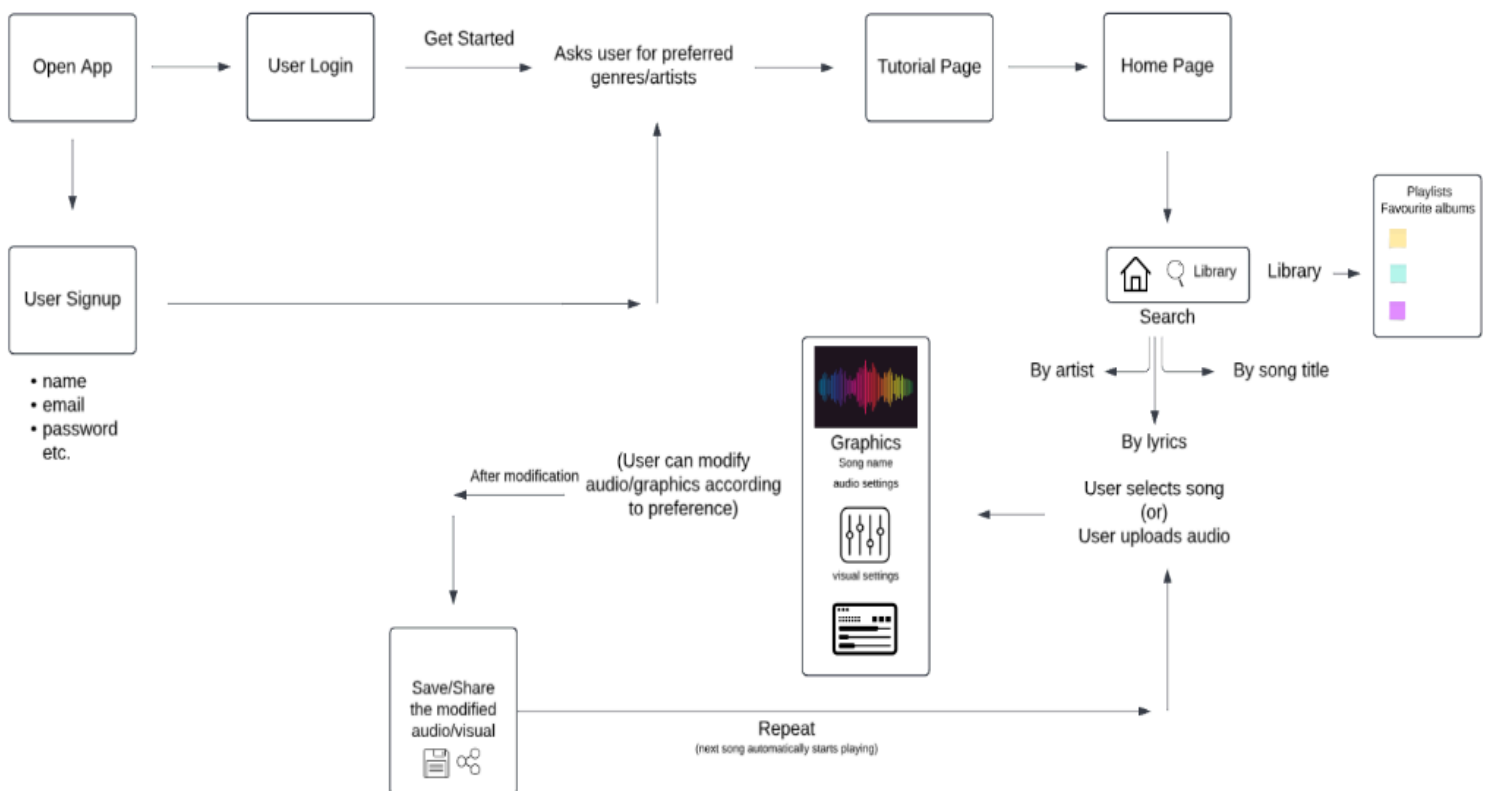 Open App
User Login
Get Started
Asks user for preferred
genres/artists
Tutorial Page
Home Page
User Signup
• name
• email
• password
etc.
Library
Search
Library
Playlists
Favourite albums
By artist
By song title
By lyrics
User selects song
(or)
User uploads audio
Graphics
Song name
audio settings
visual settings
(User can modify
audio/graphics according
to preference)
After modification
Save/Share
the modified
audio/visual
Repeat
(next song automatically starts playing)